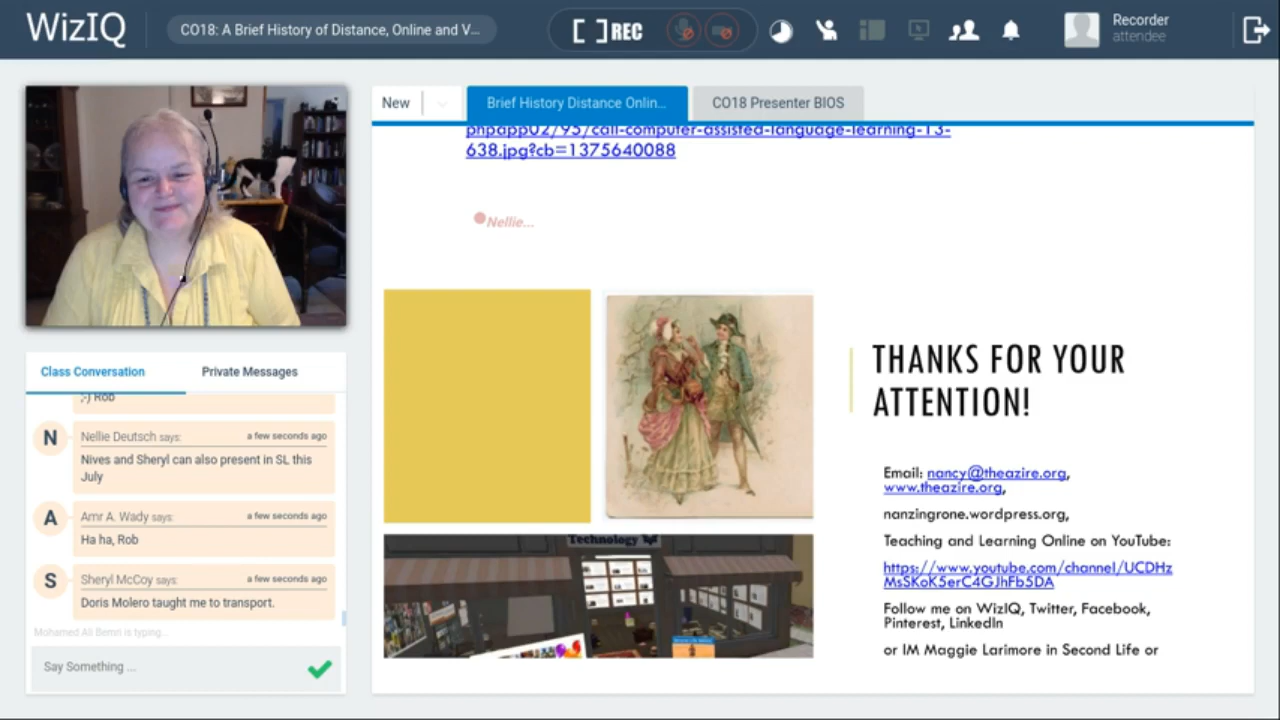 WizIQ
CO18: A Brief History of Distance, Online and V...
[ ]REC
Recorder
attendee
New
Brief History Distance Onlin...
CO18 Presenter BIOS
phpapp02/95/call-computer-assisted-language-learning-13-
638.jpg?cb=1375640088
Nellie...
THANKS FOR YOUR
ATTENTION!
Email: nancy@theazire.org,
www.theazire.org,
nanzingrone.wordpress.org,
Teaching and Learning Online on YouTube:
https://www.youtube.com/channel/UCDHz
MsSKoK5erC4GJhFb5DA
Follow me on WizIQ, Twitter, Facebook,
Pinterest, LinkedIn
or IM Maggie Larimore in Second Life or
Technology
Class Conversation
Private Messages
;-) Rob
N
Nellie Deutsch says:
a few seconds ago
Nives and Sheryl can also present in SL this
July
A
Amr A. Wady says:
a few seconds ago
Ha ha, Rob
S
Sheryl McCoy says:
a few seconds ago
Doris Molero taught me to transport.
Mohamed Ali Bemri is typing...
Say Something ...